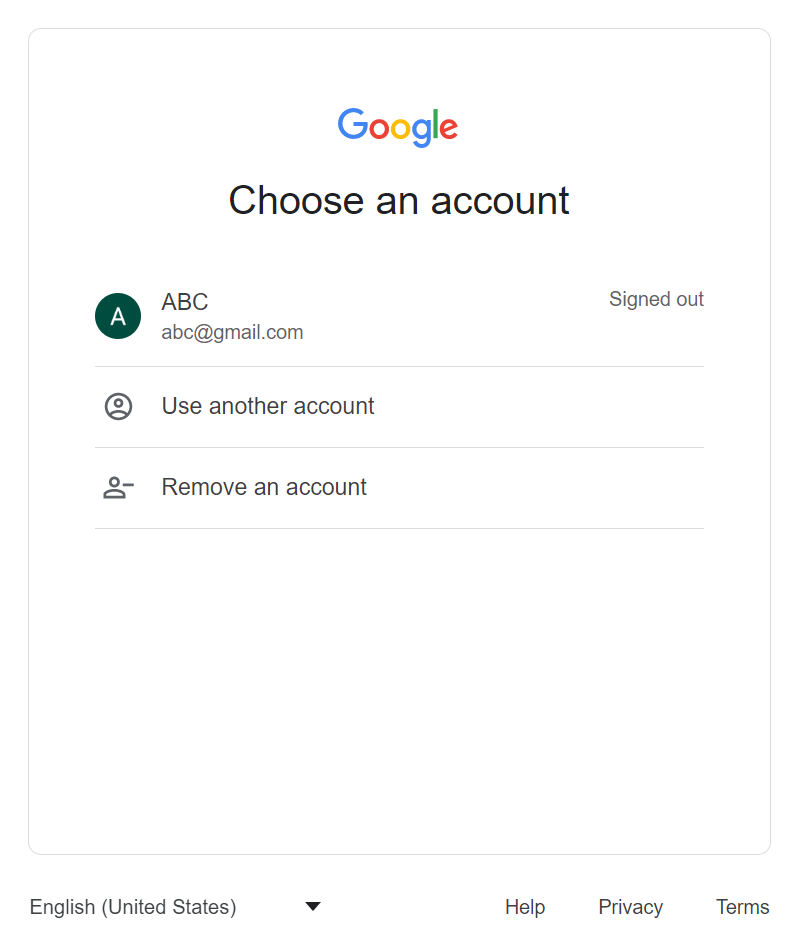 Google
Choose an account
A
ABC
Signed out
abc@gmail.com
Use another account
Remove an account
English (United States)
Help
Privacy
Terms